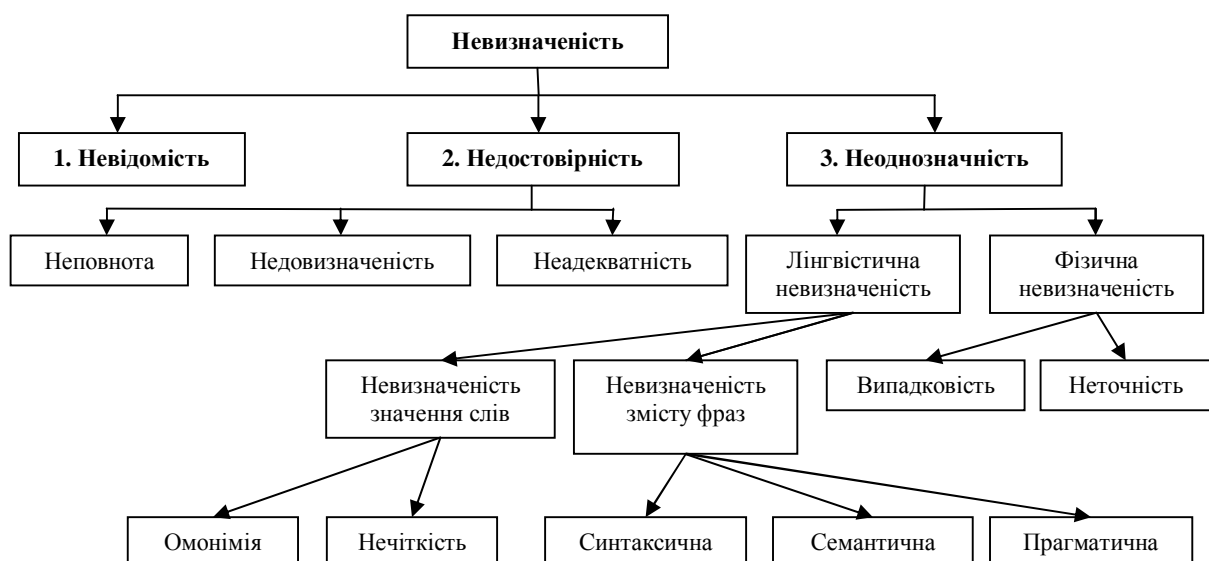 Невизначеність
1. Невідомість
2. Недостовірність
3. Неоднозначність
Неповнота
Недовизначеність
Неадекватність
Лінгвістична
невизначеність
Фізична
невизначеність
Невизначеність
значення слів
Невизначеність
змісту фраз
Випадковість
Неточність
Омонімія
Нечіткість
Синтаксична
Семантична
Прагматична